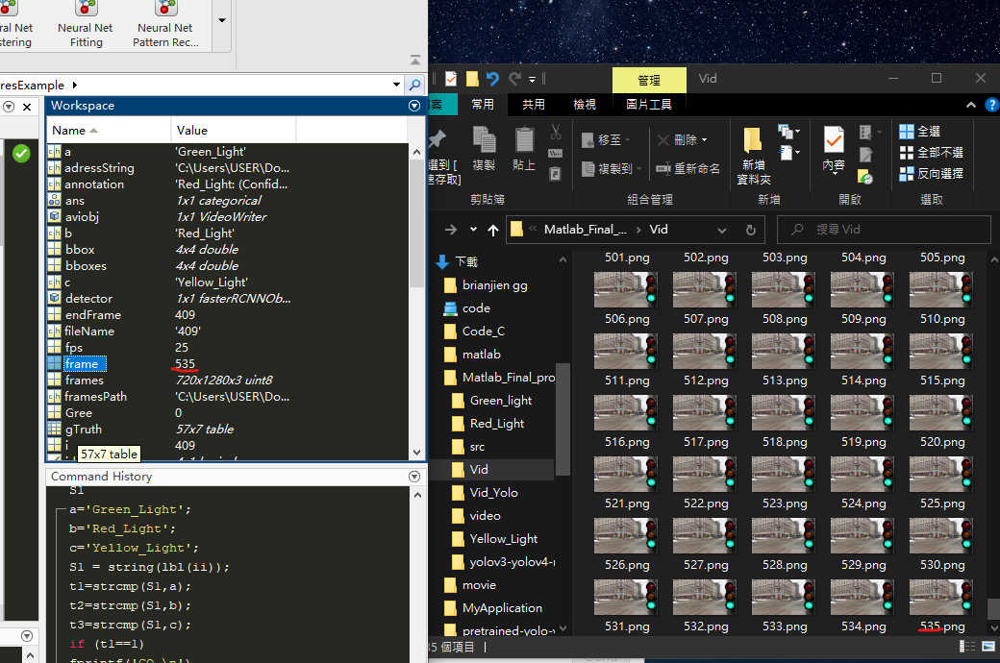 ral Net
stering
Neural Net
Fitting
Neural Net
Pattern Rec...
resExample
Workspace
Name Value
a 'Green_Light'
adressString 'C:\Users\USER\Do...
annotation 'Red_Light: (Confid...
ans 1x1 categorical
aviobj 1x1 VideoWriter
b 'Red_Light'
bbox 4x4 double
bboxes 4x4 double
c 'Yellow_Light'
detector 1x1 fasterRCNNOb...
endFrame 409
fileName '409'
fps 25
frame 535
frames 720x1280x3 uint8
framesPath 'C:\Users\USER\Do...
Gree 0
gTruth 57x7 table
i 409
57x7 table
Command History
S1
a='Green_Light';
b='Red_Light';
c='Yellow_Light';
S1 = string(lbl(ii));
t1=strcmp(S1,a);
t2=strcmp(S1,b);
t3=strcmp(S1,c);
if (t1==1)
fprintf('GO \n')
管理 Vid
案 常用 共用 檢視 圖片工具
選到 [
速存取]
複製
貼上
剪貼簿
移至
複製到
刪除
重新命名
組合管理
新增
資料夾
新增
內容
開啟
全選
全部不選
反向選擇
選取
Matlab_Final_... Vid
搜尋 Vid
下載
brianjien gg
code
Code_C
matlab
Matlab_Final_pro
Green_light
Red_Light
src
Vid
Vid_Yolo
video
Yellow_Light
yolov3-yolov4-r
movie
MyApplication
pretrained-yolo-v
501.png 502.png 503.png 504.png 505.png
506.png 507.png 508.png 509.png 510.png
511.png 512.png 513.png 514.png 515.png
516.png 517.png 518.png 519.png 520.png
521.png 522.png 523.png 524.png 525.png
526.png 527.png 528.png 529.png 530.png
531.png 532.png 533.png 534.png 535.png
35 個項目